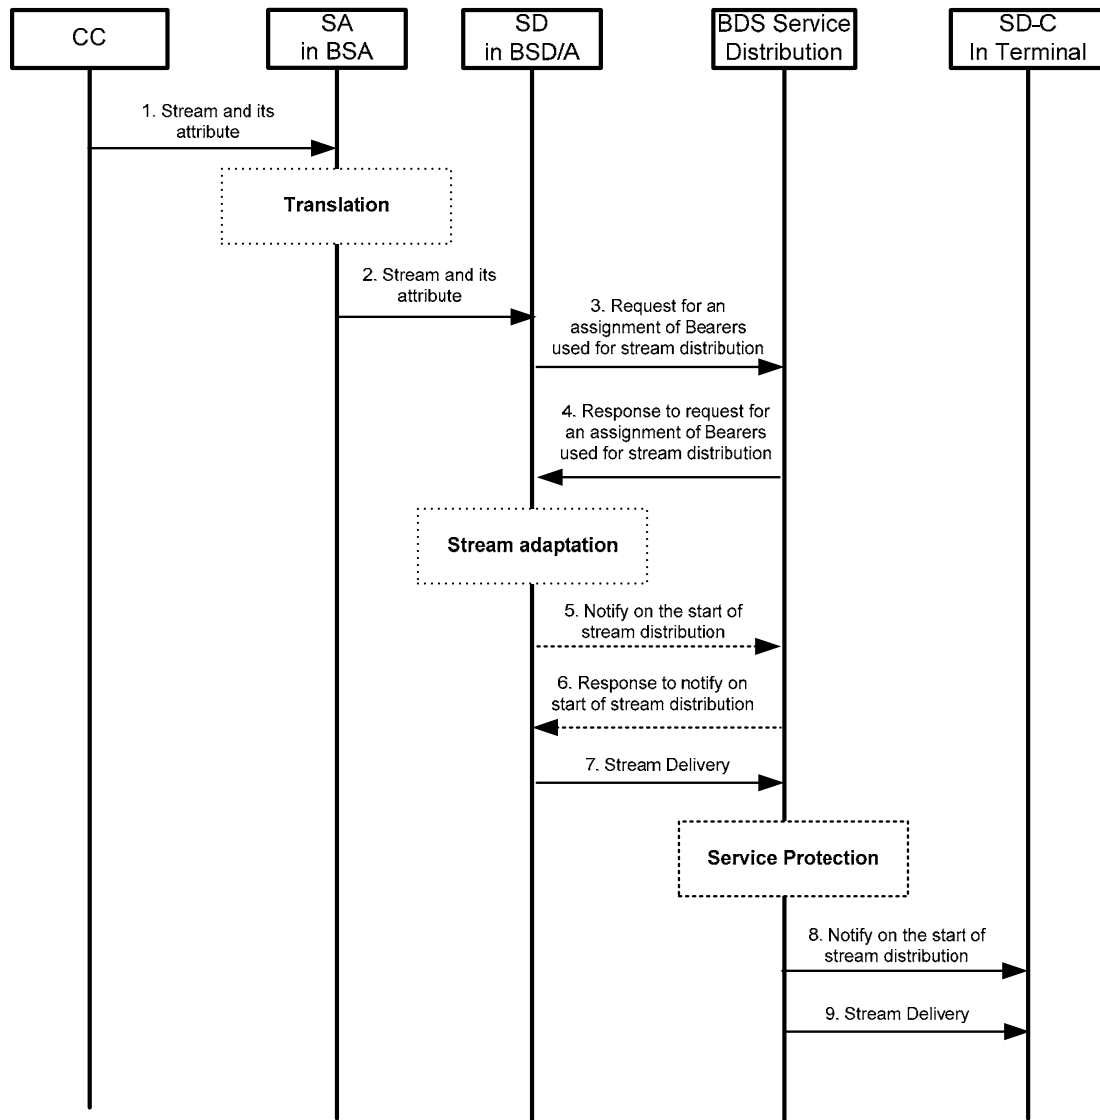 CC
SA
in BSA
SD
in BSD/A
BDS Service
Distribution
SD-C
In Terminal
1. Stream and its
attribute
Translation
2. Stream and its
attribute
3. Request for an
assignment of Bearers
used for stream distribution
4. Response to request for
an assignment of Bearers
used for stream distribution
Stream adaptation
5. Notify on the start of
stream distribution
6. Response to notify on
start of stream distribution
7. Stream Delivery
Service Protection
8. Notify on the start of
stream distribution
9. Stream Delivery